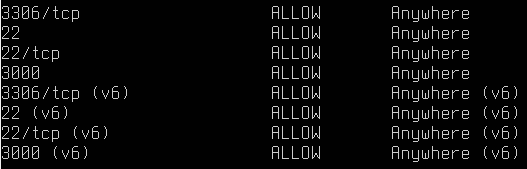 3306/tcp ALLOW Anywhere
22 ALLOW Anywhere
22/tcp ALLOW Anywhere
3000 ALLOW Anywhere
3306/tcp (v6) ALLOW Anywhere (v6)
22 (v6) ALLOW Anywhere (v6)
22/tcp (v6) ALLOW Anywhere (v6)
3000 (v6) ALLOW Anywhere (v6)